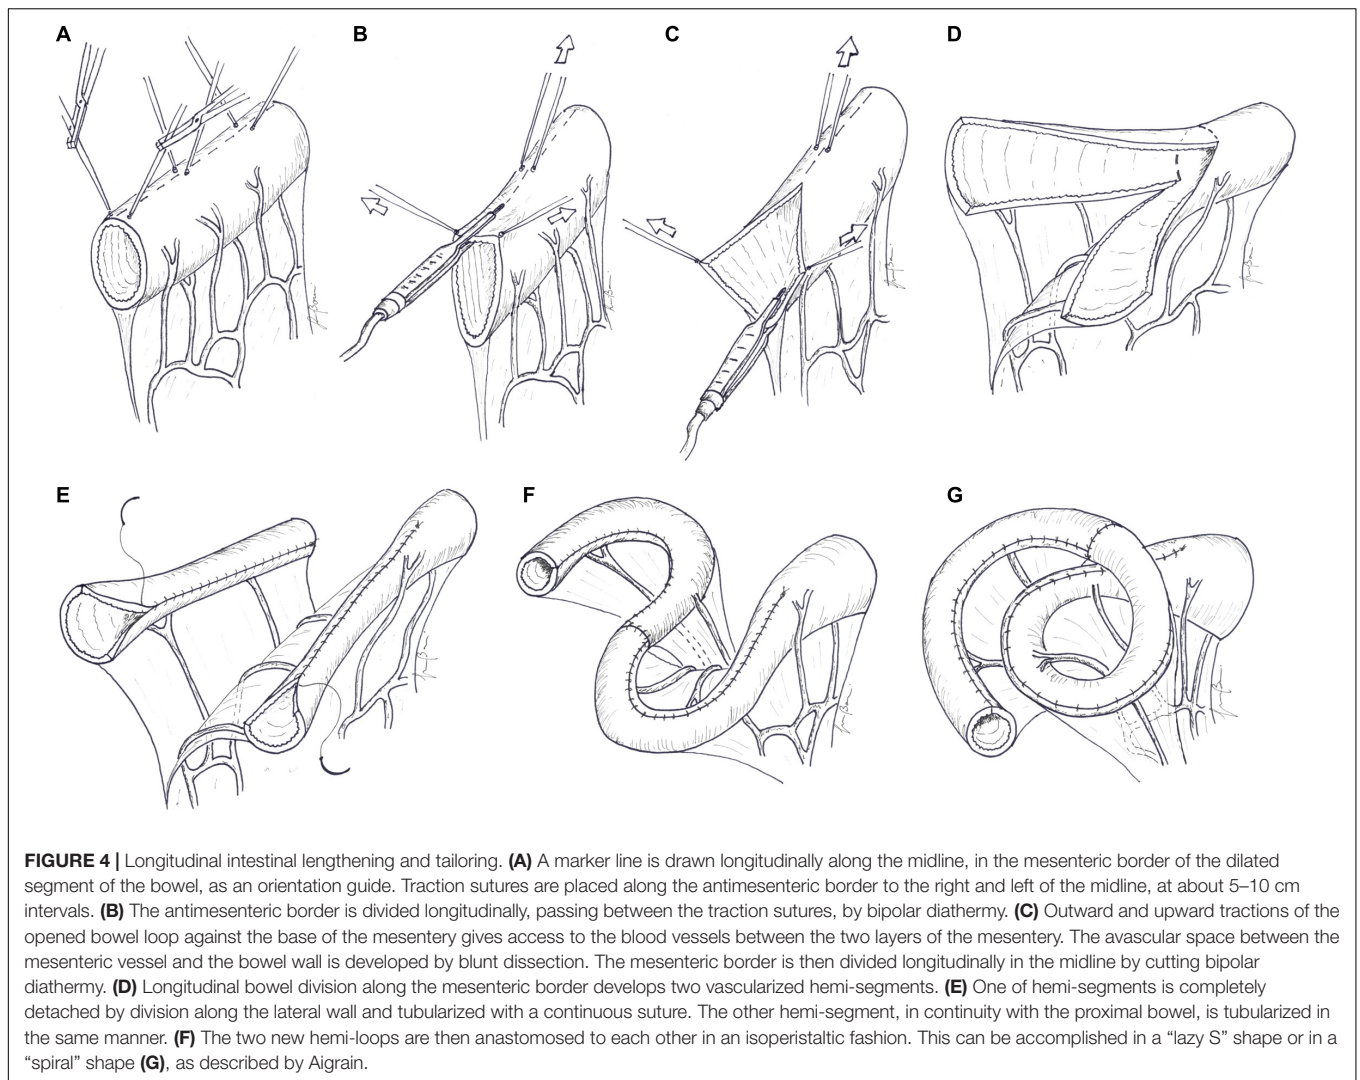 A
B
C
D
E
F
G
FIGURE 4 | Longitudinal intestinal lengthening and tailoring. (A) A marker line is drawn longitudinally along the midline, in the mesenteric border of the dilated
segment of the bowel, as an orientation guide. Traction sutures are placed along the antimesenteric border to the right and left of the midline, at about 5–10 cm
intervals. (B) The antimesenteric border is divided longitudinally, passing between the traction sutures, by bipolar diathermy. (C) Outward and upward tractions of the
opened bowel loop against the base of the mesentery gives access to the blood vessels between the two layers of the mesentery. The avascular space between the
mesenteric vessel and the bowel wall is developed by blunt dissection. The mesenteric border is then divided longitudinally in the midline by cutting bipolar
diathermy. (D) Longitudinal bowel division along the mesenteric border develops two vascularized hemi-segments. (E) One of hemi-segments is completely
detached by division along the lateral wall and tubularized with a continuous suture. The other hemi-segment, in continuity with the proximal bowel, is tubularized in
the same manner. (F) The two new hemi-loops are then anastomosed to each other in an isoperistaltic fashion. This can be accomplished in a “lazy S” shape or in a
“spiral” shape (G), as described by Aigrain.